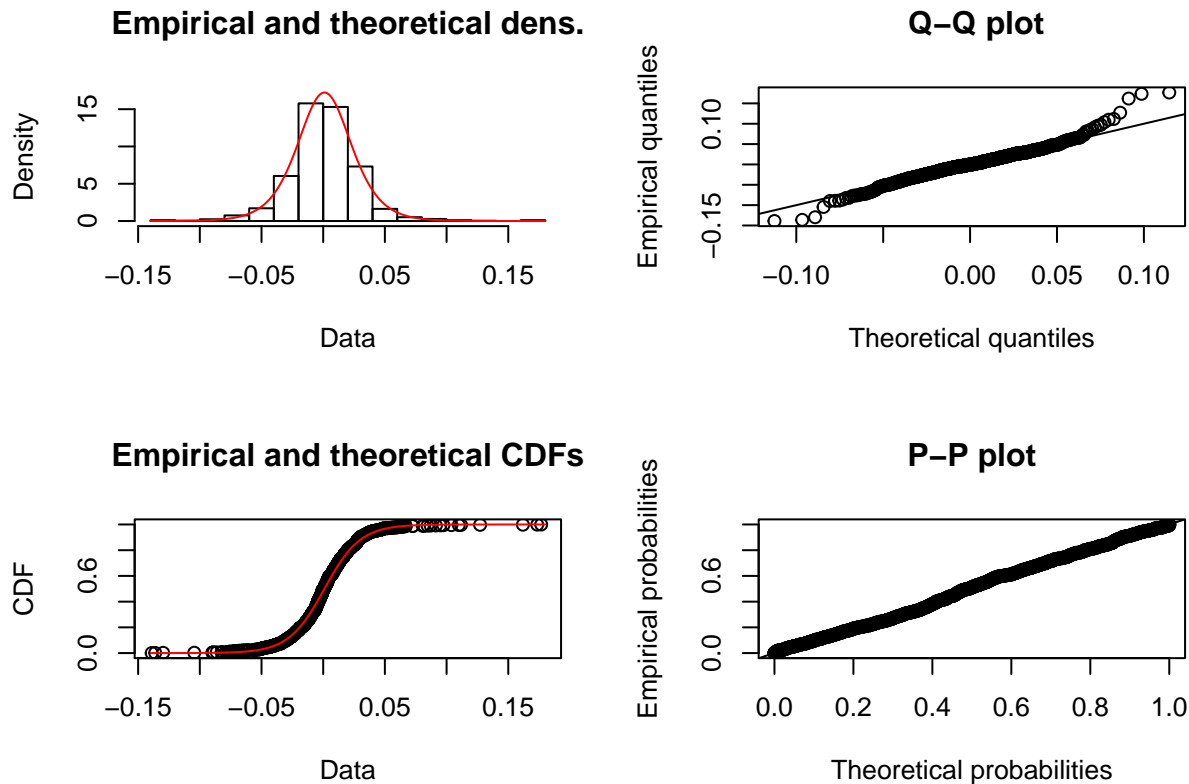 Empirical and theoretical dens.
Density
0 5 15
−0.15 −0.05 0.05 0.15
Data
Q−Q plot
Empirical quantiles
−0.15 0.10
−0.10 0.00 0.05 0.10
Theoretical quantiles
Empirical and theoretical CDFs
CDF
0.0 0.6
−0.15 −0.05 0.05 0.15
Data
P−P plot
Empirical probabilities
0.0 0.6
0.0 0.2 0.4 0.6 0.8 1.0
Theoretical probabilities